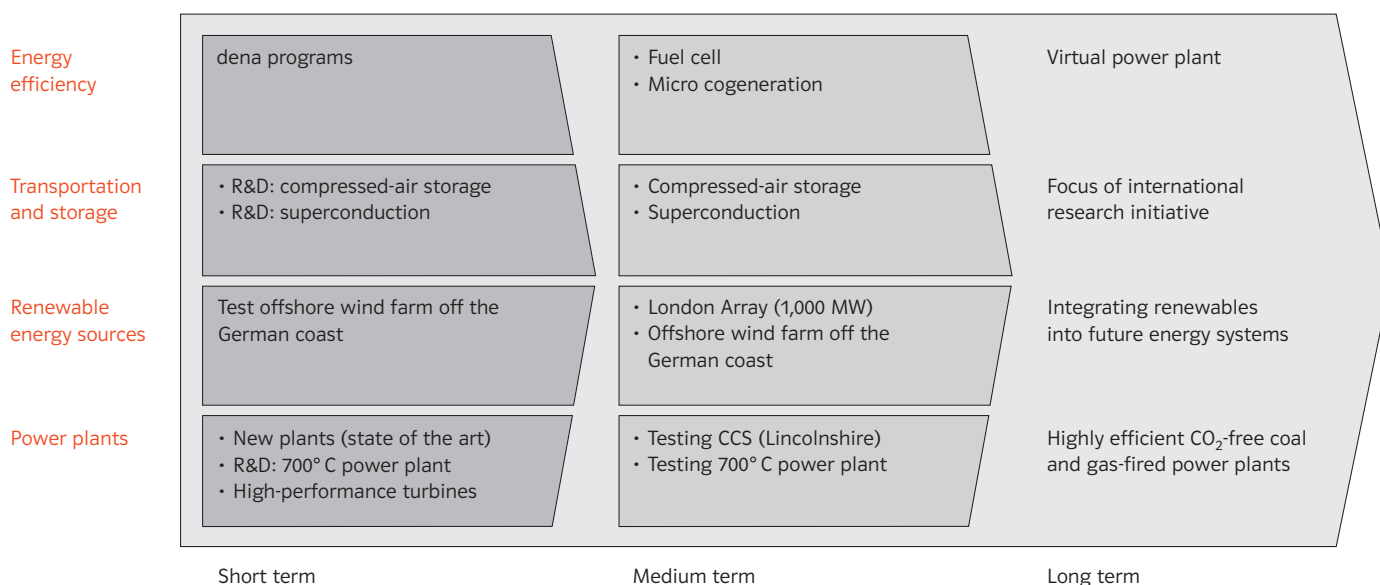 Energy
efficiency
dena programs
• Fuel cell
• Micro cogeneration
Virtual power plant
Transportation
and storage
• R&D: compressed-air storage
• R&D: superconduction
• Compressed-air storage
• Superconduction
Focus of international
research initiative
Renewable
energy sources
Test offshore wind farm off the
German coast
• London Array (1,000 MW)
• Offshore wind farm off the
German coast
Integrating renewables
into future energy systems
Power plants
• New plants (state of the art)
• R&D: 700° C power plant
• High-performance turbines
• Testing CCS (Lincolnshire)
• Testing 700° C power plant
Highly efficient CO₂-free coal
and gas-fired power plants
Short term
Medium term
Long term